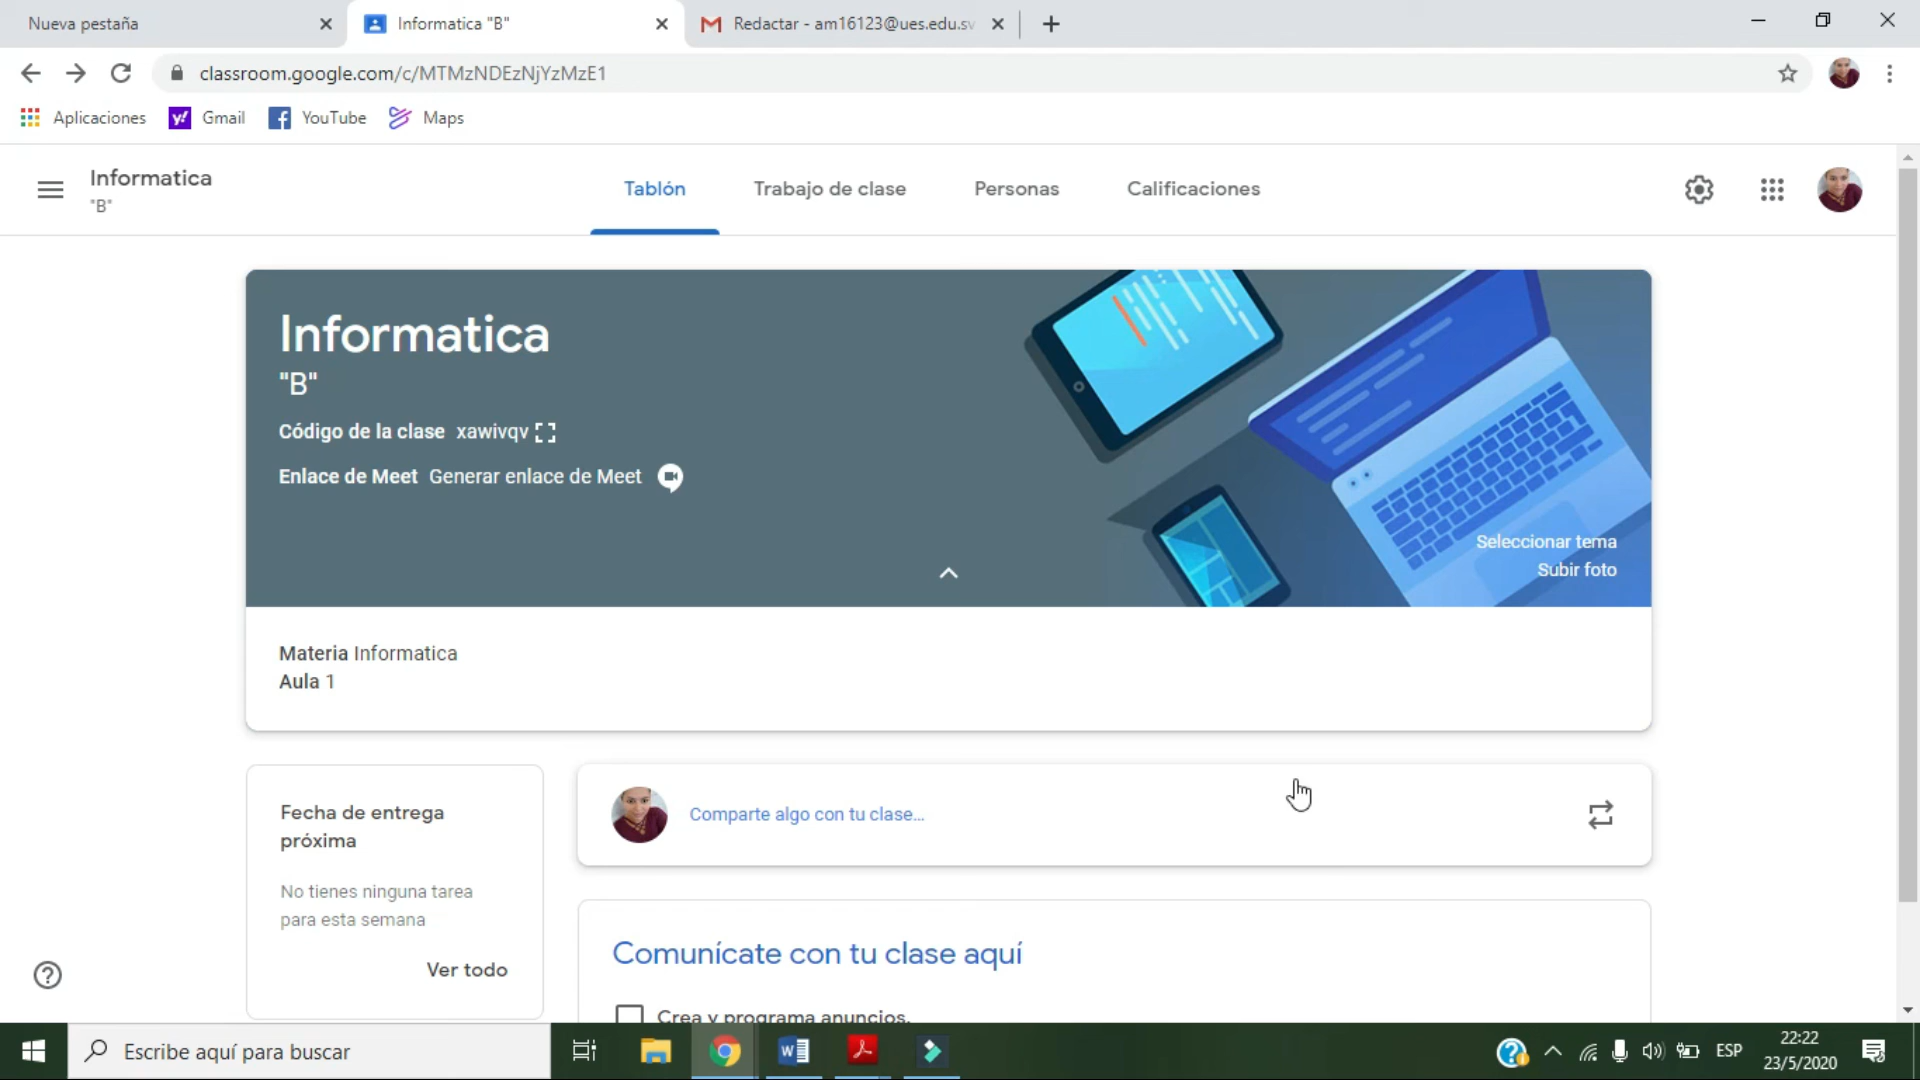 Nueva pestaña
Informatica "B"
Redactar - am16123@ues.edu.sv
classroom.google.com/c/MTMzNDEzNjYzMzE1
Aplicaciones
Gmail
YouTube
Maps
Informatica
"B"
Tablón
Trabajo de clase
Personas
Calificaciones
Informatica
"B"
Código de la clase xawivqv
Enlace de Meet Generar enlace de Meet
Seleccionar tema
Subir foto
Materia Informatica
Aula 1
Fecha de entrega
próxima
No tienes ninguna tarea
para esta semana
Ver todo
Comparte algo con tu clase...
Comunícate con tu clase aquí
Crea y programa anuncios.
Escribe aquí para buscar
ESP
22:22
23/5/2020